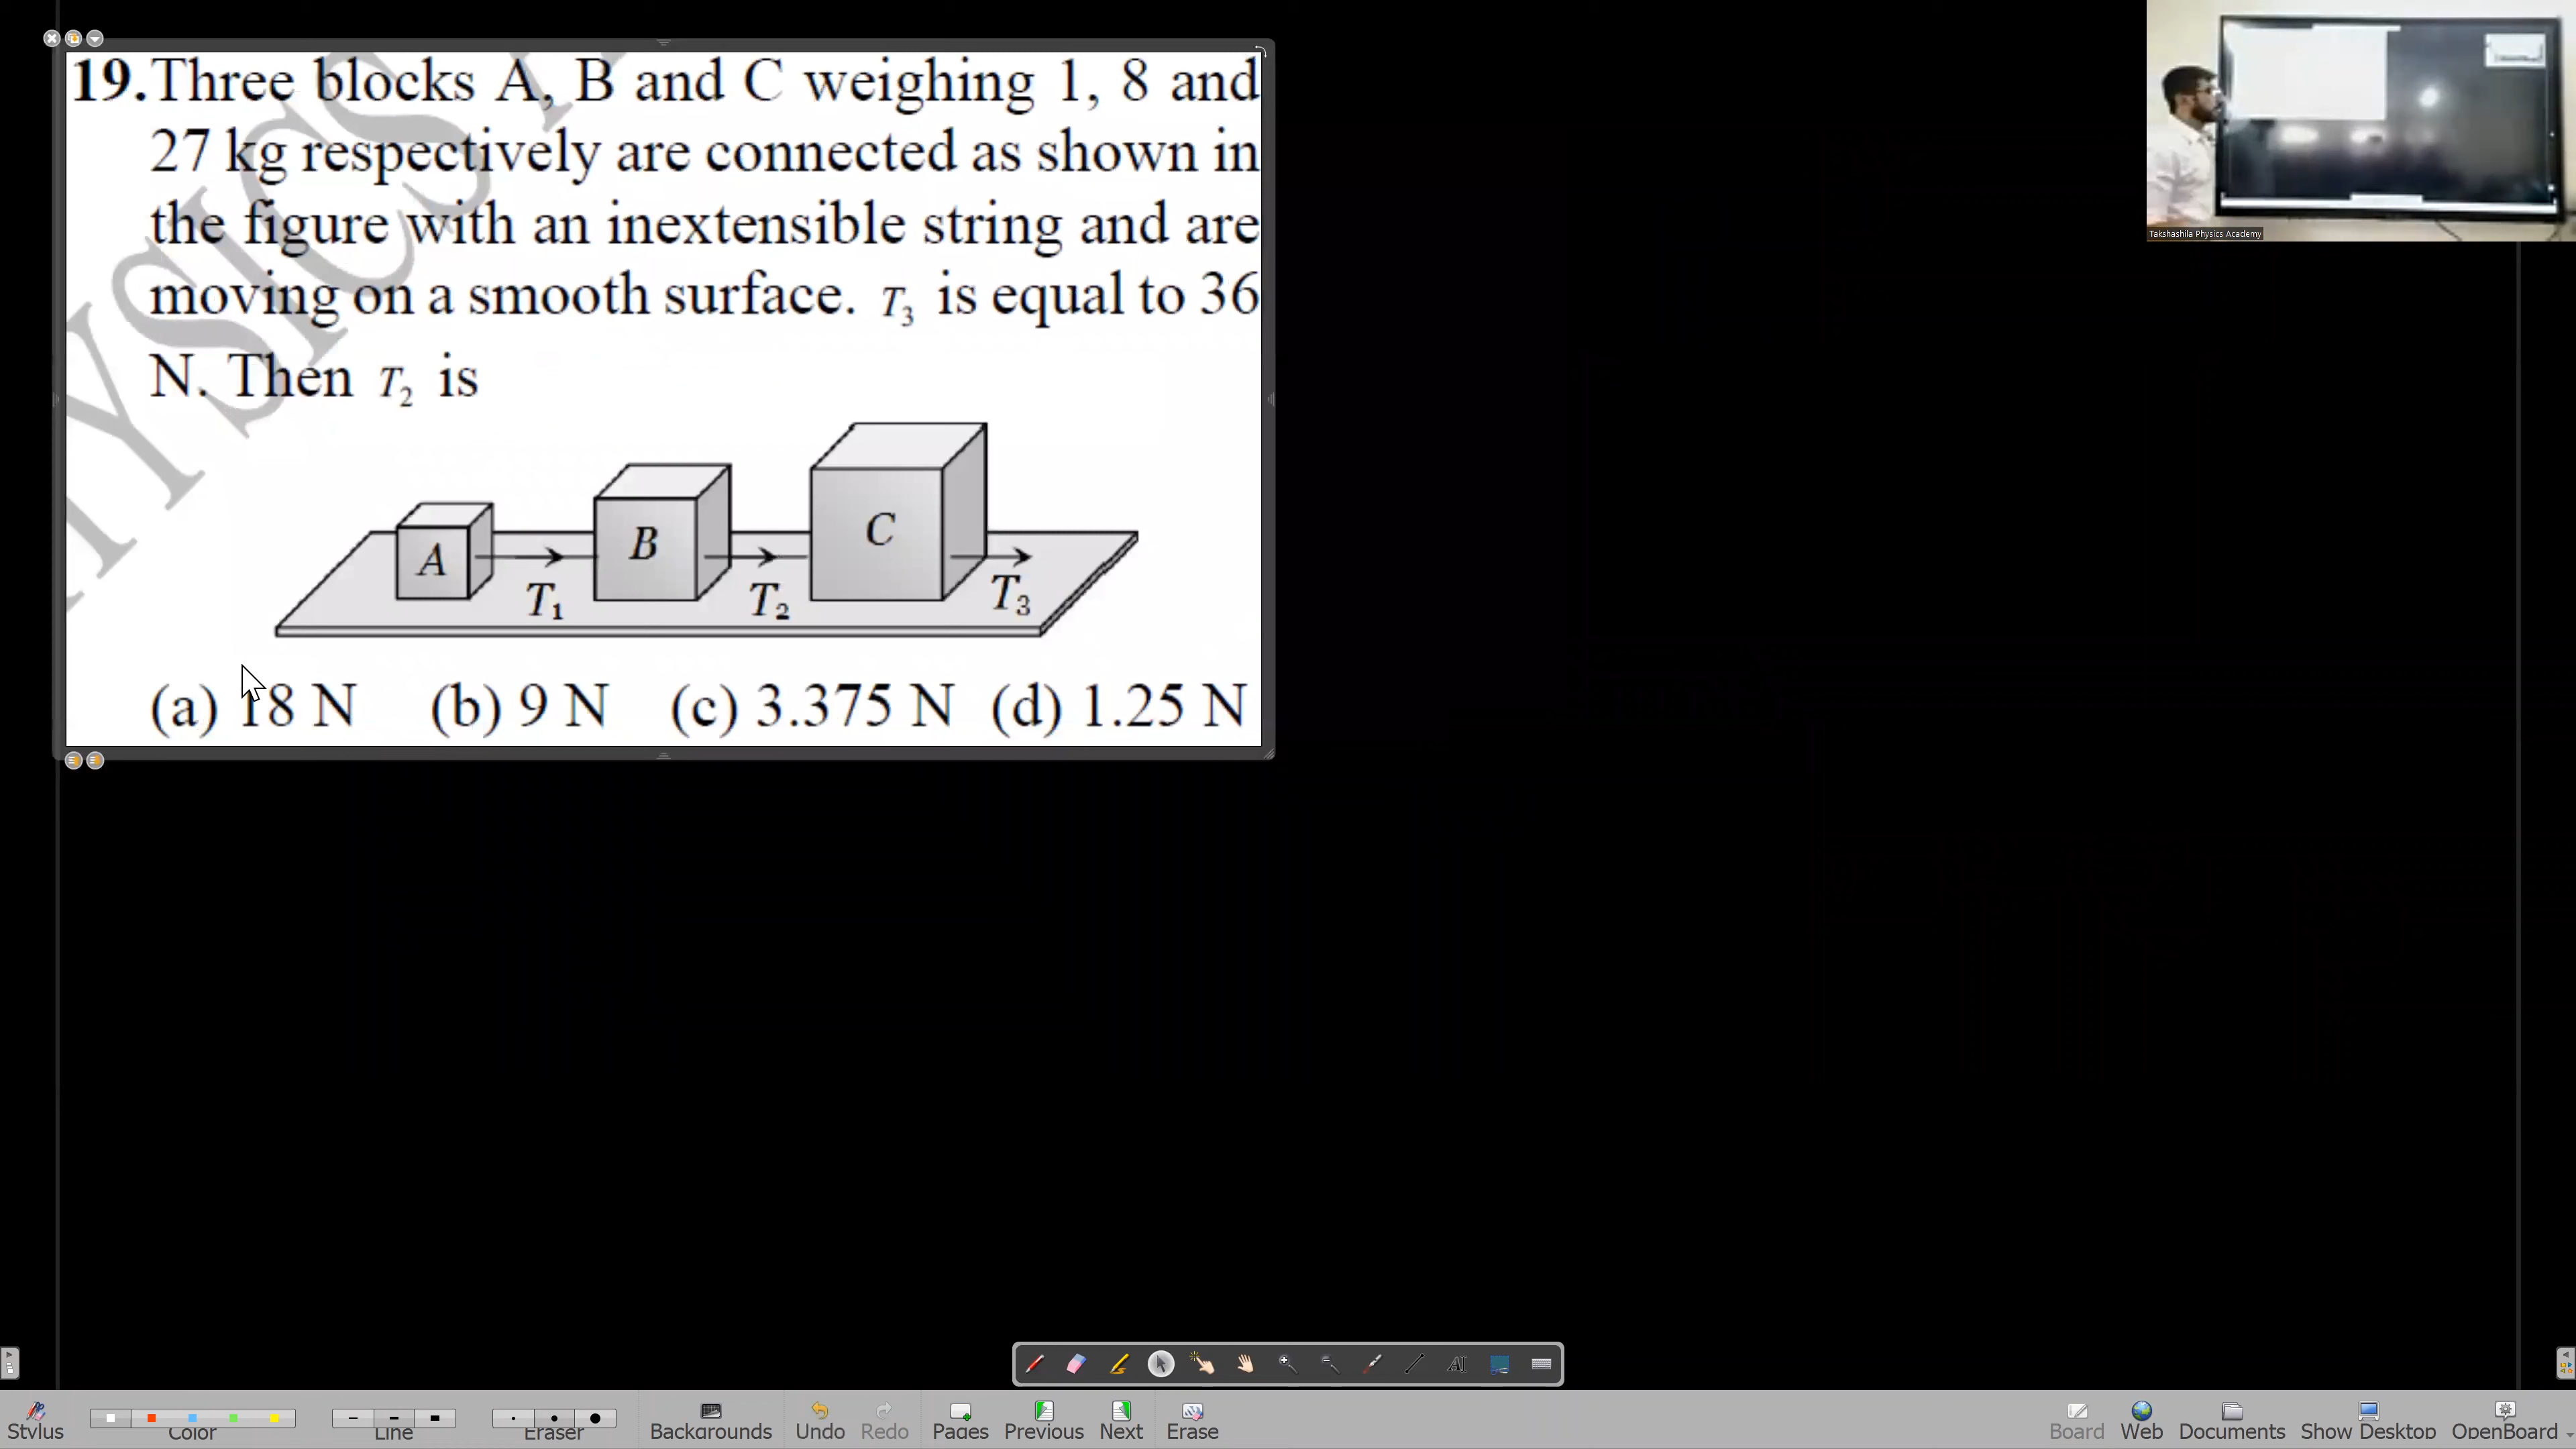 19.Three blocks A, B and C weighing 1, 8 and
27 kg respectively are connected as shown in
the figure with an inextensible string and are
moving on a smooth surface. T₃ is equal to 36
N. Then T₂ is
A
B
C
T₁
T₂
T₃
(a) 18 N (b) 9 N (c) 3.375 N (d) 1.25 N
YSICS
Takshashila Physics Academy
Stylus
Color
Line
Eraser
Backgrounds
Undo
Redo
Pages
Previous
Next
Erase
Board
Web
Documents
Show Desktop
OpenBoard
AI